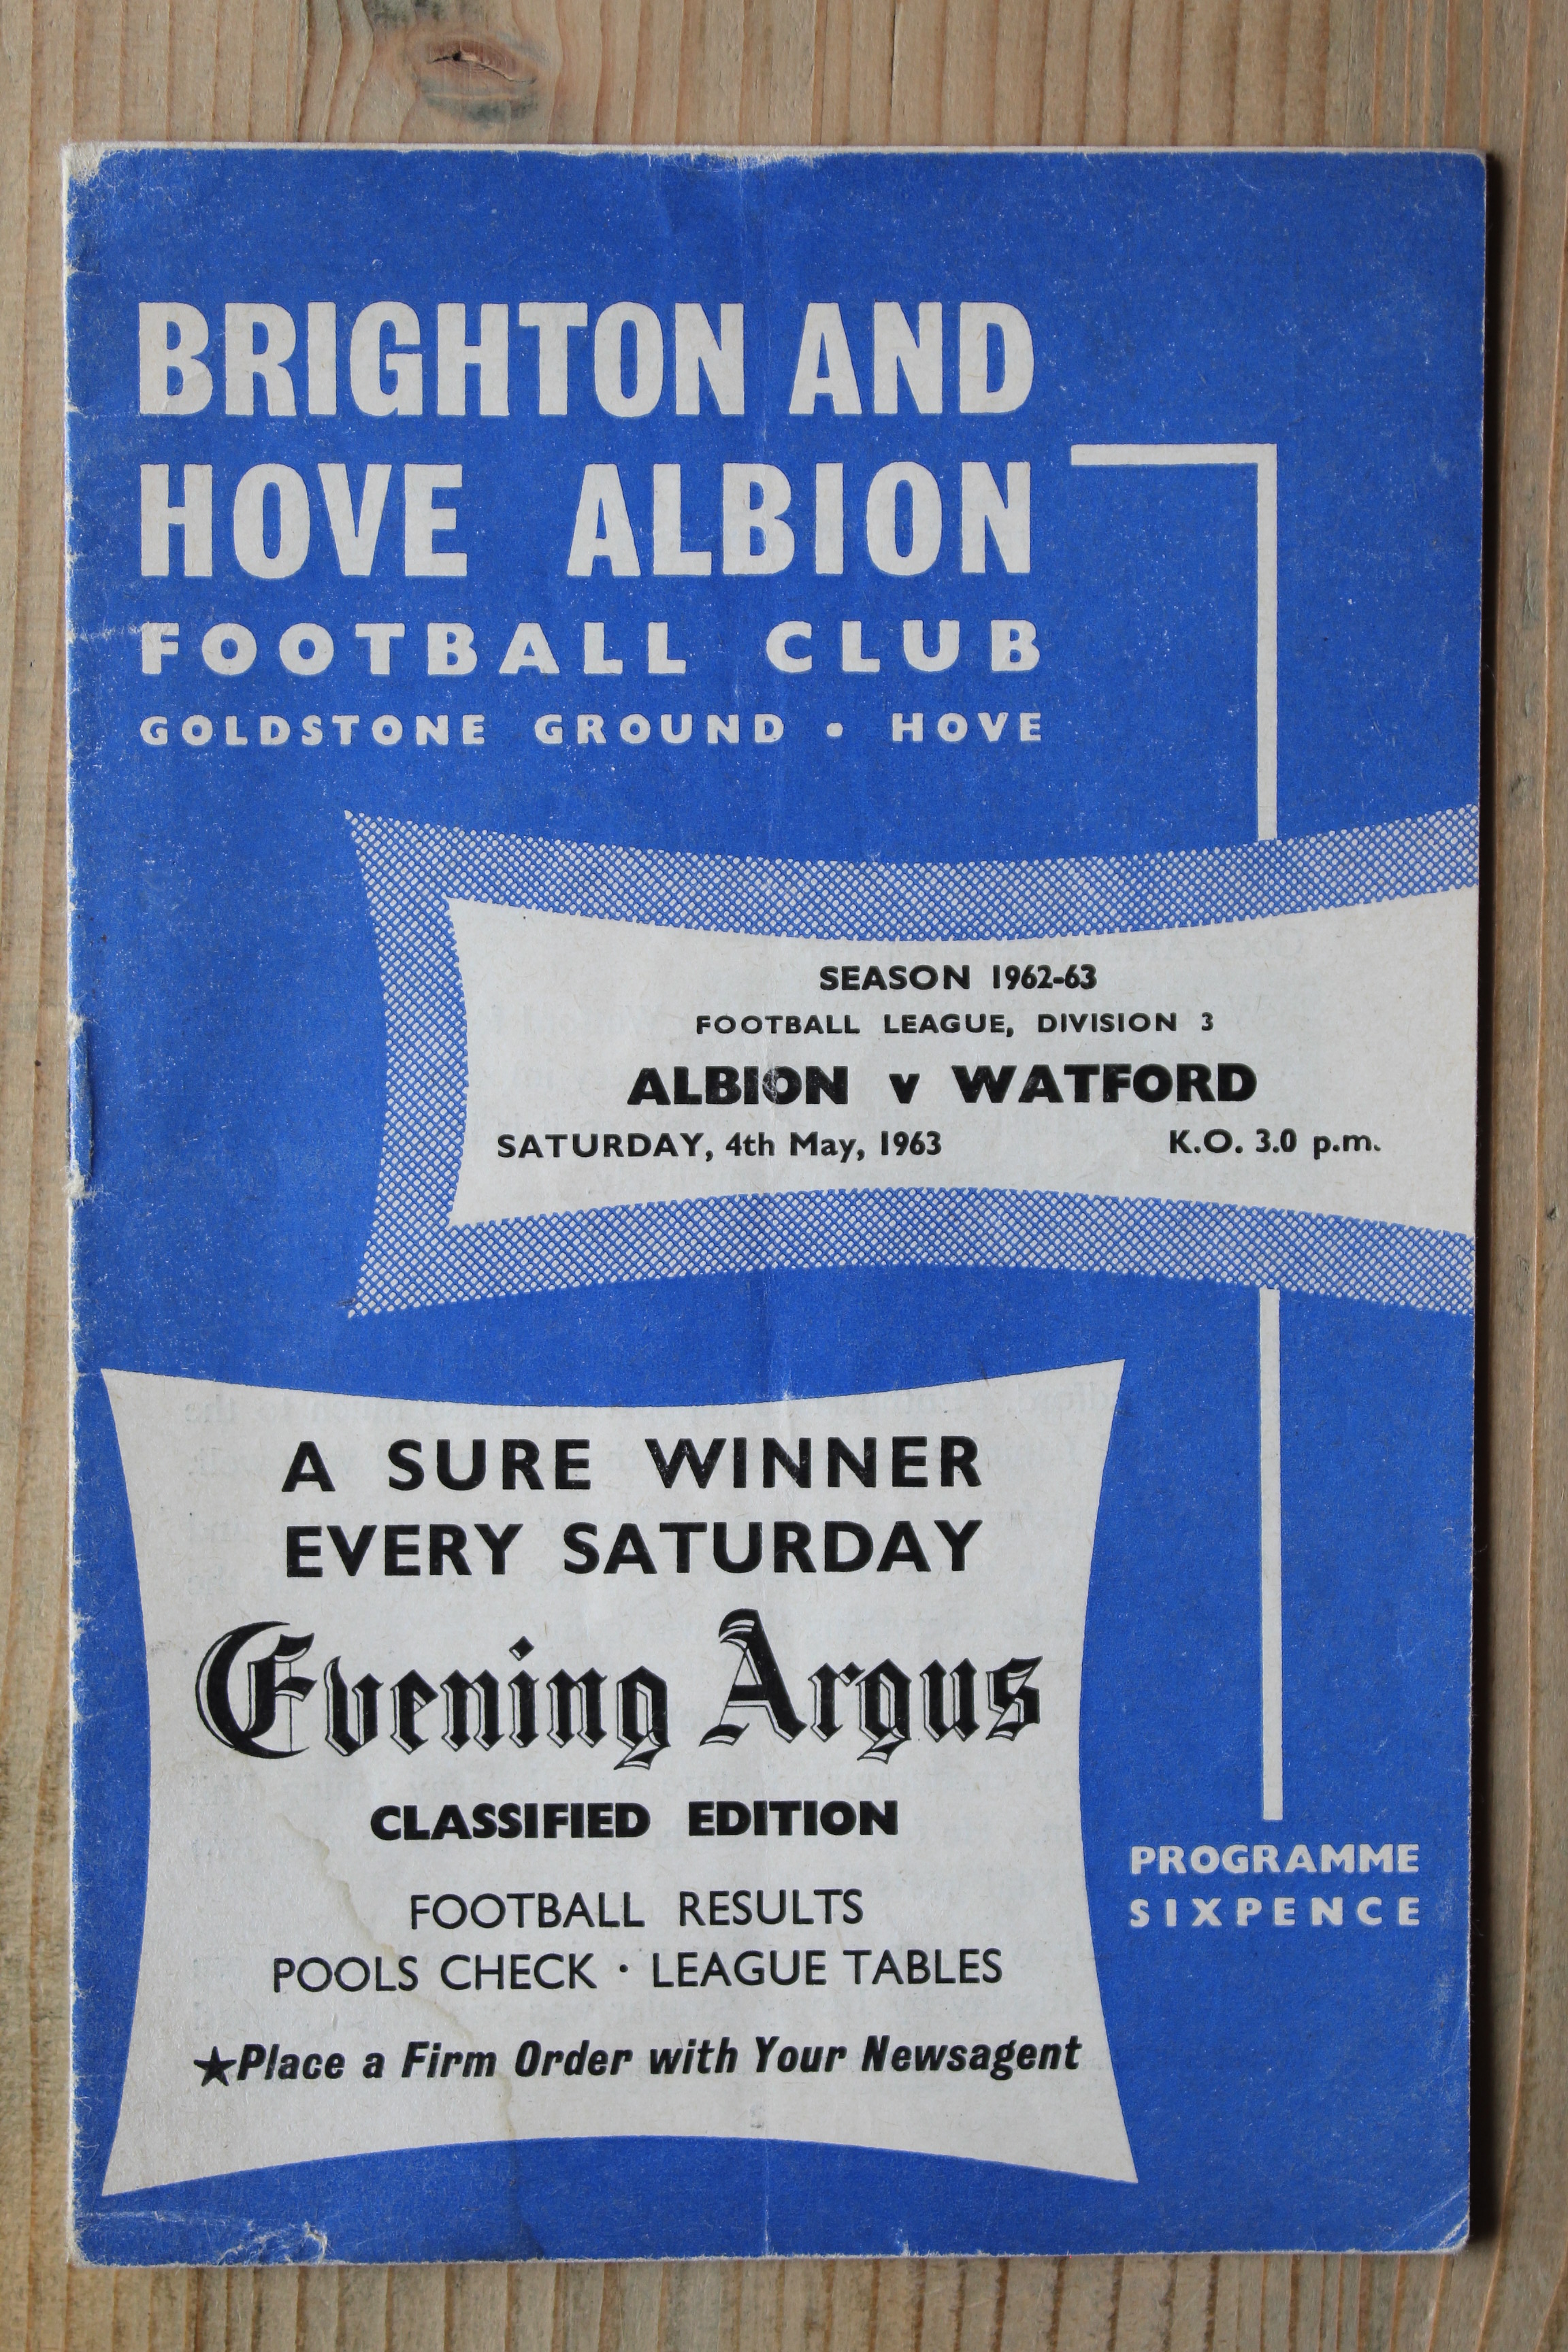 BRIGHTON AND
HOVE ALBION
FOOTBALL CLUB
GOLDSTONE GROUND • HOVE
SEASON 1962-63
FOOTBALL LEAGUE, DIVISION 3
ALBION v WATFORD
SATURDAY, 4th May, 1963 K.O. 3.0 p.m.
A SURE WINNER
EVERY SATURDAY
Evening Argus
CLASSIFIED EDITION
FOOTBALL RESULTS
POOLS CHECK · LEAGUE TABLES
★Place a Firm Order with Your Newsagent
PROGRAMME
SIXPENCE